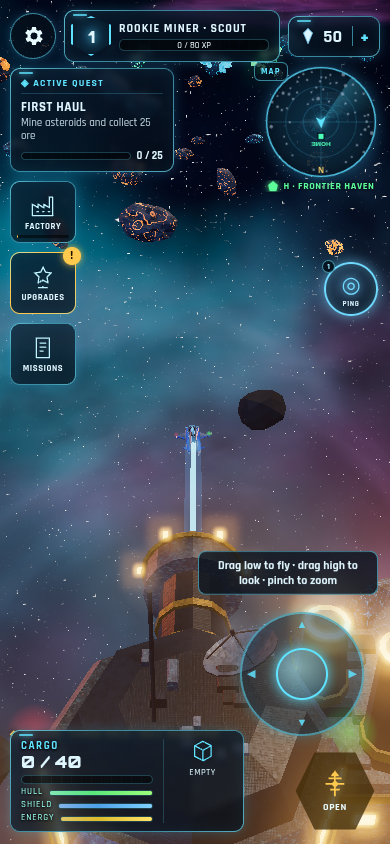 1
ROOKIE MINER · SCOUT
0 / 80 XP
50
+
MAP
ACTIVE QUEST
FIRST HAUL
Mine asteroids and collect 25
ore
0 / 25
HOME
N
H · FRONTIER HAVEN
FACTORY
!
UPGRADES
1
PING
MISSIONS
Drag low to fly · drag high to
look · pinch to zoom
CARGO
0 / 40
EMPTY
HULL
SHIELD
ENERGY
OPEN